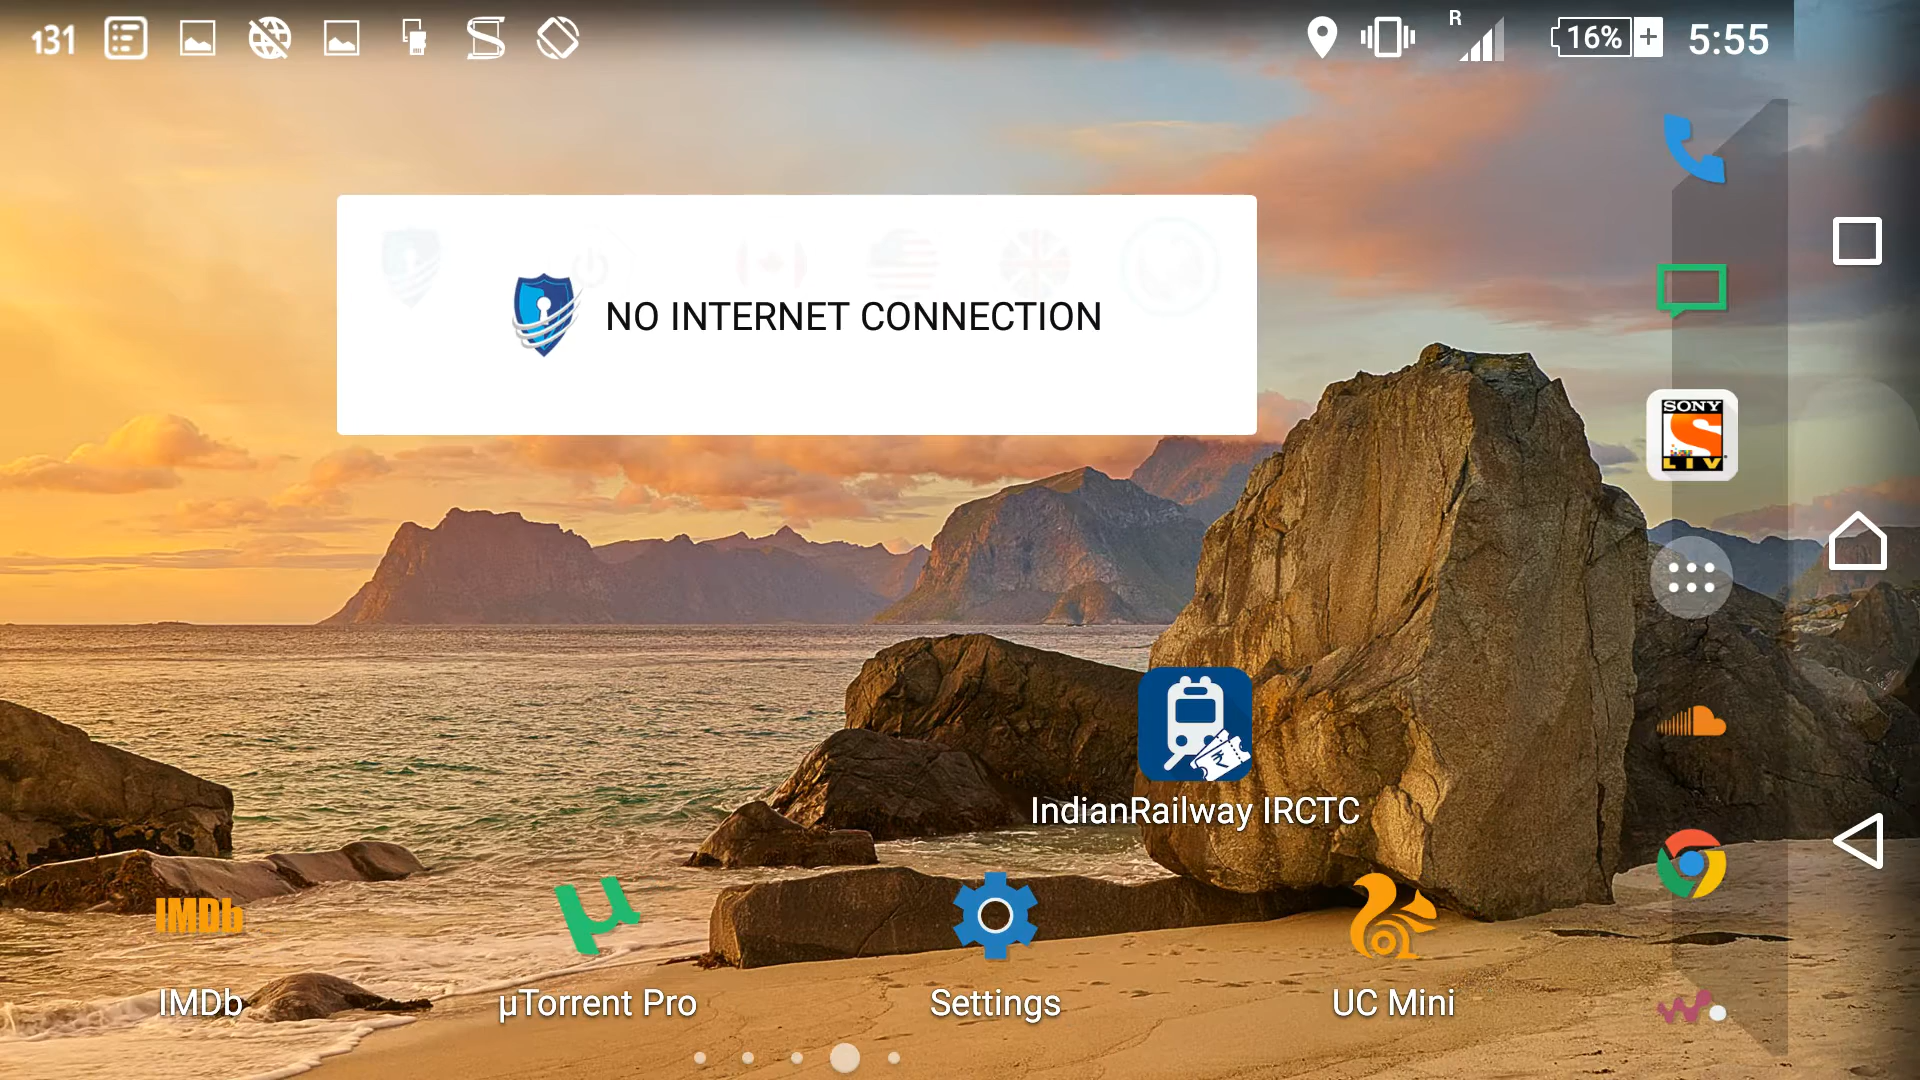 131
R
16%
5:55
NO INTERNET CONNECTION
SONY
LIV
IndianRailway IRCTC
IMDb
IMDb
µTorrent Pro
Settings
UC Mini